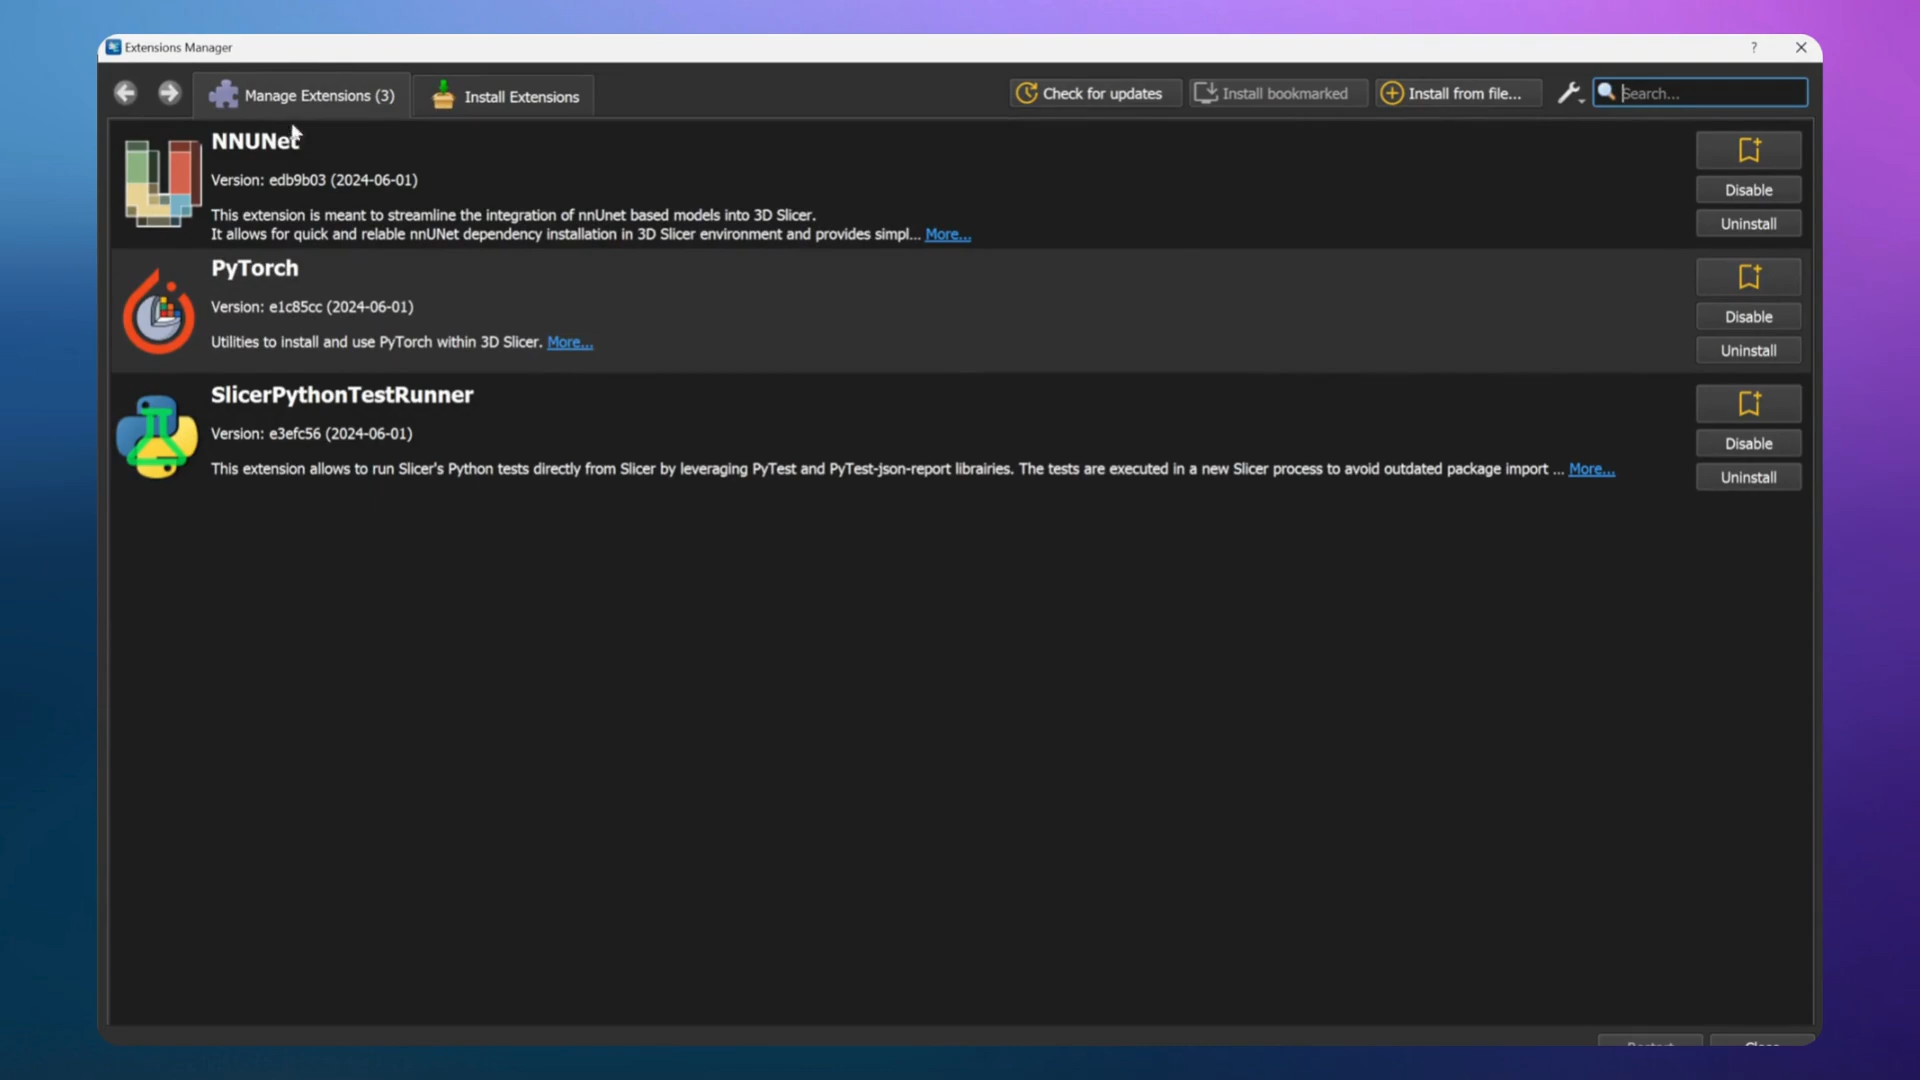 Extensions Manager
?
Manage Extensions (3)
Install Extensions
Check for updates
Install bookmarked
Install from file...
Search...
NNUNet
Version: edb9b03 (2024-06-01)
This extension is meant to streamline the integration of nnUnet based models into 3D Slicer.
It allows for quick and relable nnUNet dependency installation in 3D Slicer environment and provides simpl... More...
Disable
Uninstall
PyTorch
Version: e1c85cc (2024-06-01)
Utilities to install and use PyTorch within 3D Slicer. More...
Disable
Uninstall
SlicerPythonTestRunner
Version: e3efc56 (2024-06-01)
This extension allows to run Slicer's Python tests directly from Slicer by leveraging PyTest and PyTest-json-report librairies. The tests are executed in a new Slicer process to avoid outdated package import ... More...
Disable
Uninstall